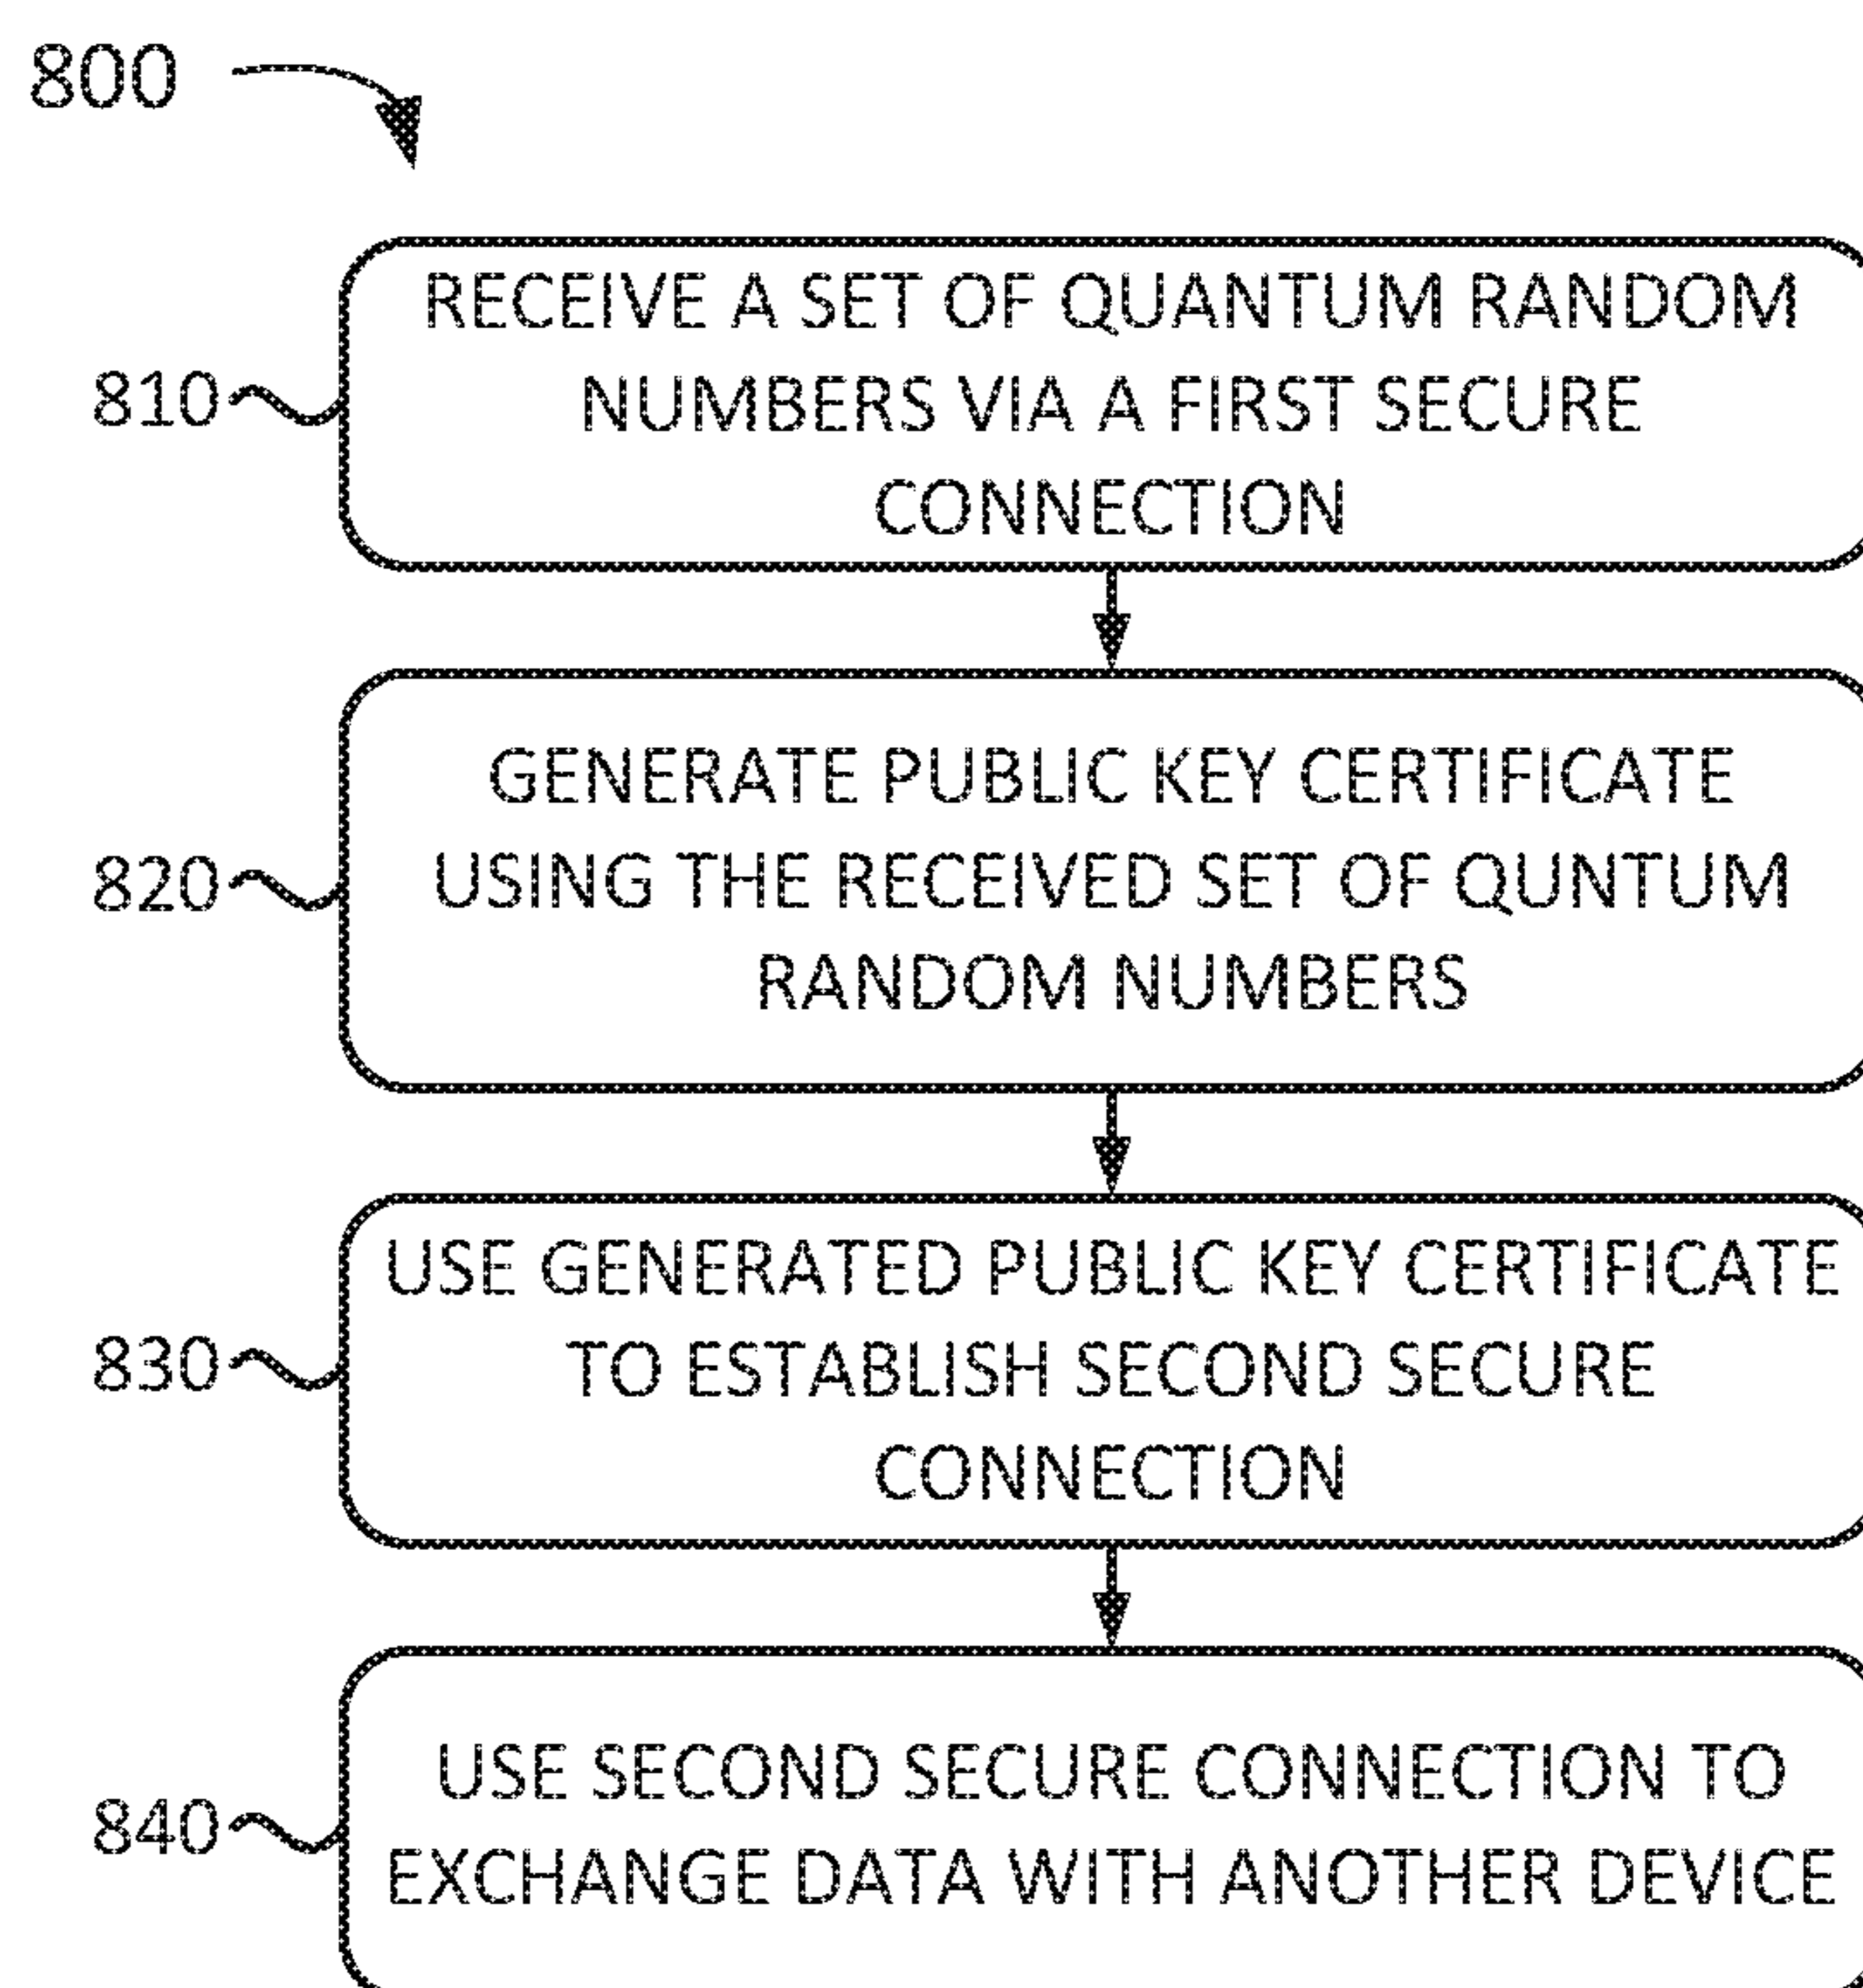 800
RECEIVE A SET OF QUANTUM RANDOM
810
NUMBERS VIA A FIRST SECURE
CONNECTION
GENERATE PUBLIC KEY CERTIFICATE
820
USING THE RECEIVED SET OF QUNTUM
RANDOM NUMBERS
USE GENERATED PUBLIC KEY CERTIFICATE
830
TO ESTABLISH SECOND SECURE
CONNECTION
USE SECOND SECURE CONNECTION TO
840
EXCHANGE DATA WITH ANOTHER DEVICE